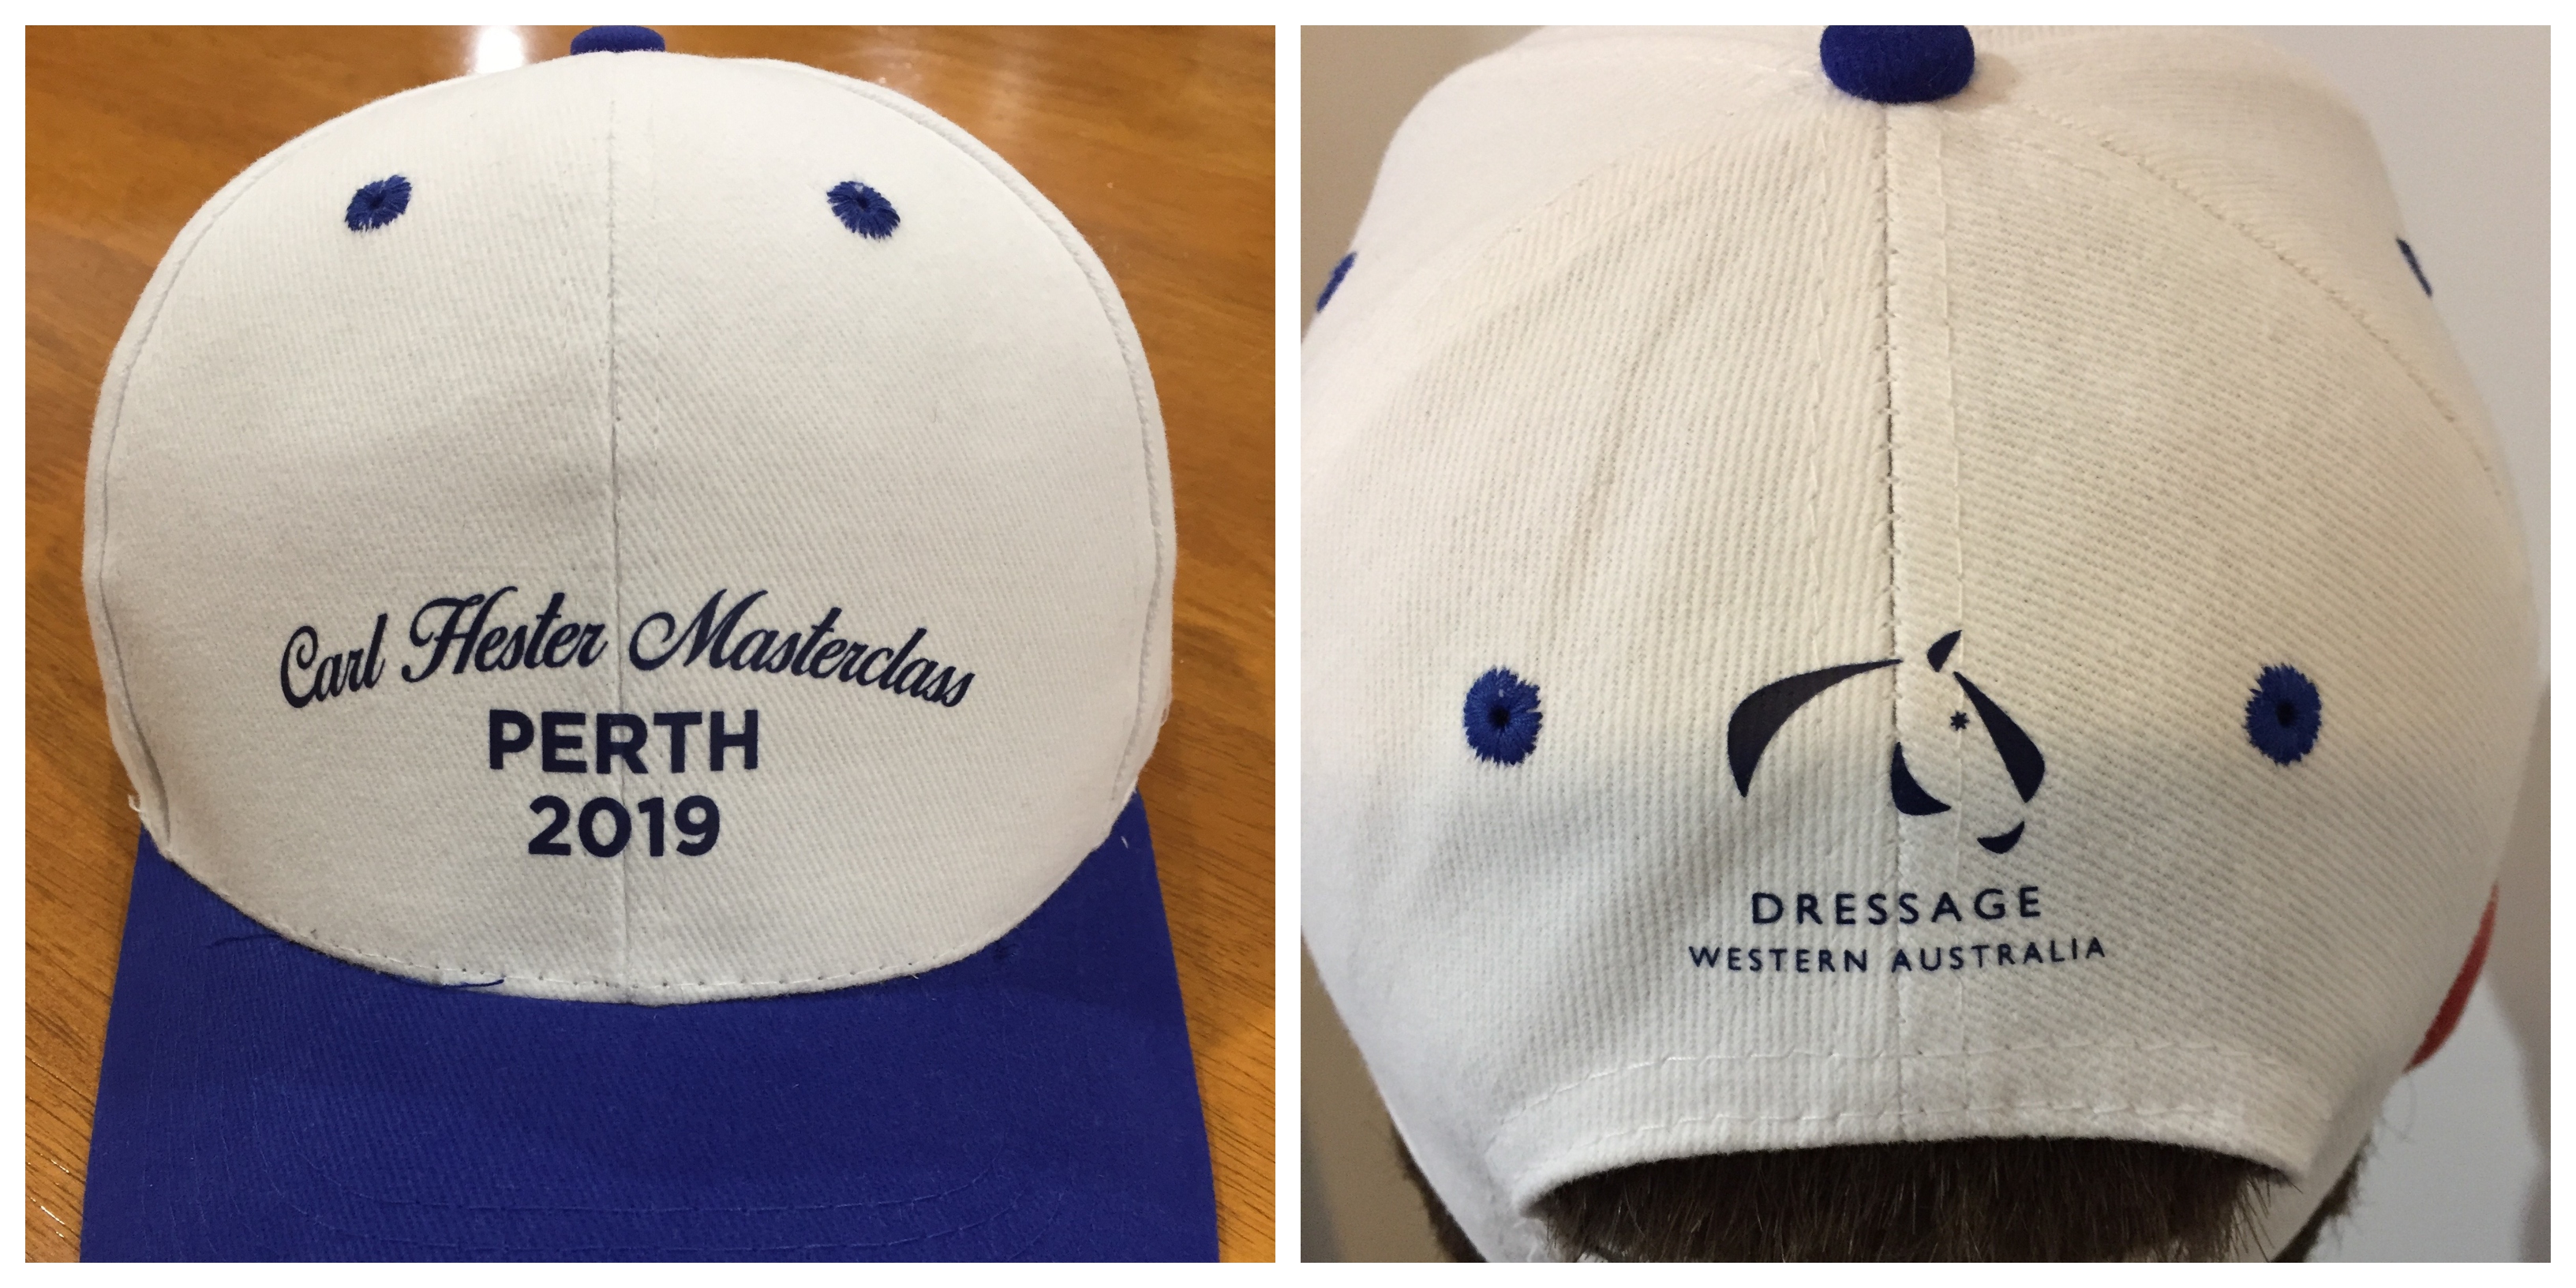 Carl Hester Masterclass
PERTH
2019
DRESSAGE
WESTERN AUSTRALIA